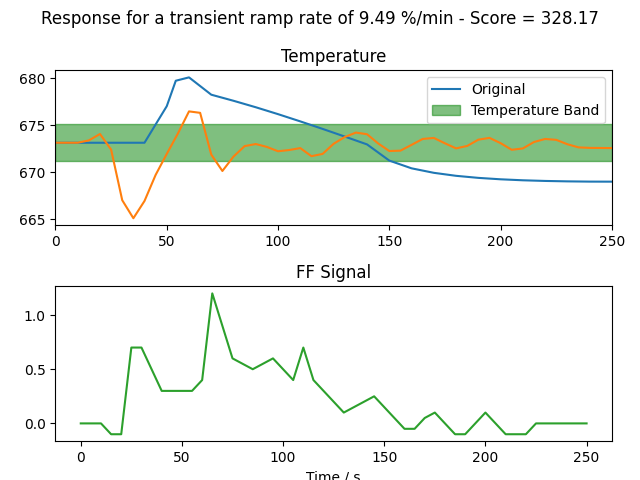 Response for a transient ramp rate of 9.49 %/min - Score = 328.17
Temperature
680
675
670
665
Original
Temperature Band
0 50 100 150 200 250
FF Signal
1.0
0.5
0.0
0 50 100 150 200 250
Time / s